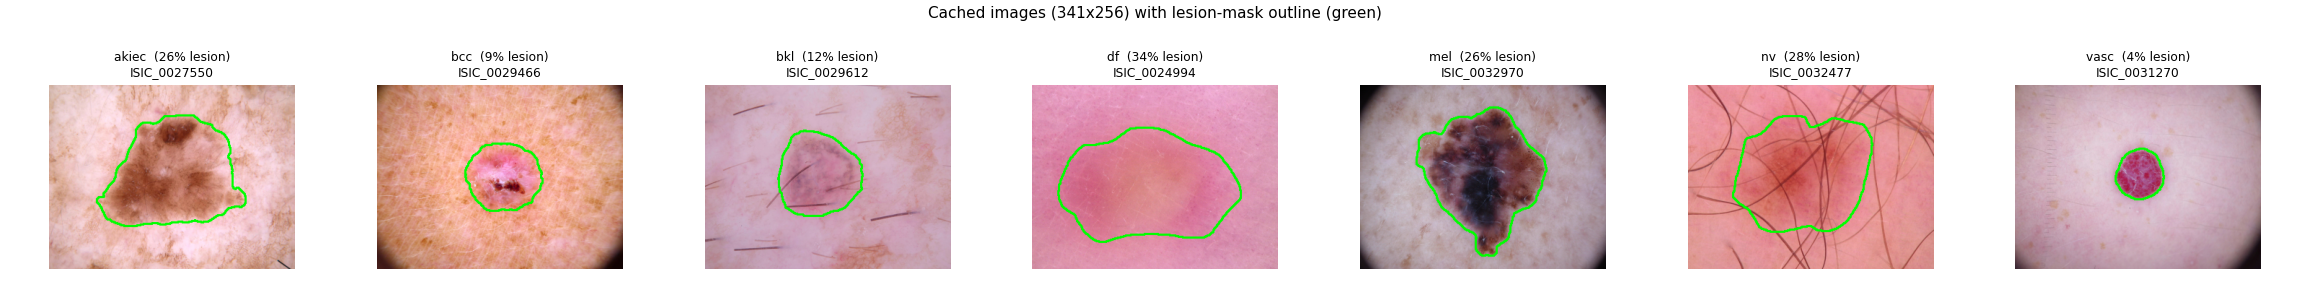 Cached images (341x256) with lesion-mask outline (green)
akiec (26% lesion)
ISIC_0027550
bcc (9% lesion)
ISIC_0029466
bkl (12% lesion)
ISIC_0029612
df (34% lesion)
ISIC_0024994
mel (26% lesion)
ISIC_0032970
nv (28% lesion)
ISIC_0032477
vasc (4% lesion)
ISIC_0031270